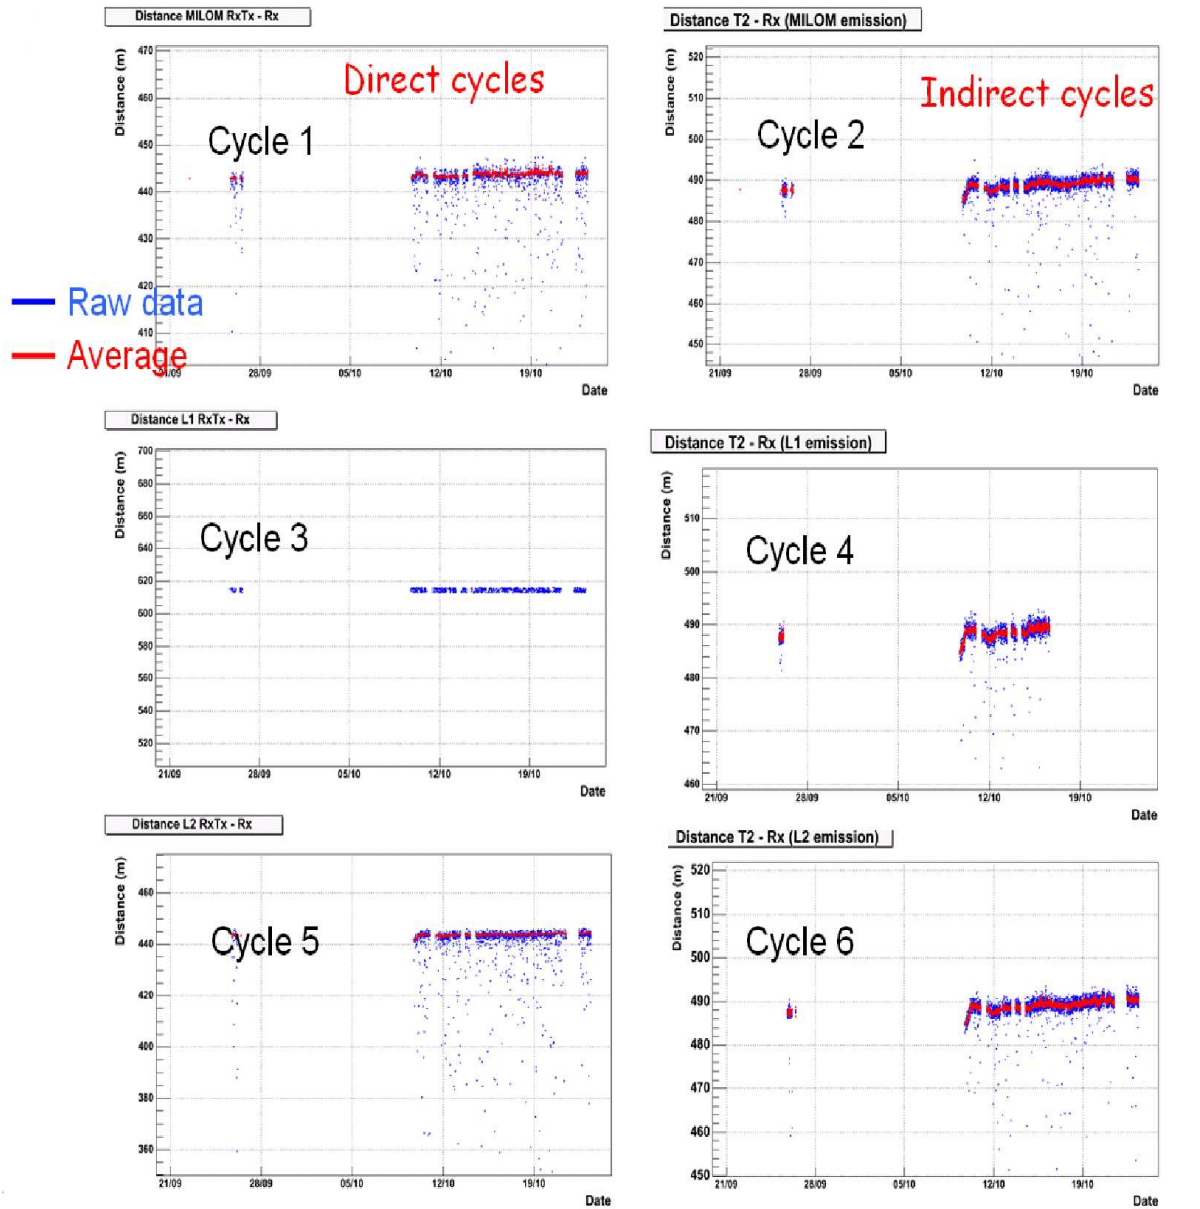 Distance MILOM RxTx - Rx
Distance (m)
470
460
450
440
430
420
410
Direct cycles
Cycle 1
Raw data
Average
28/09
05/10
12/10
19/10
Date
Distance T2 - Rx (MILOM emission)
Distance (m)
520
510
500
490
480
470
460
450
Indirect cycles
Cycle 2
21/09
28/09
05/10
12/10
19/10
Date
Distance L1 RxTx - Rx
Distance (m)
700
680
660
640
620
600
580
560
540
520
Cycle 3
21/09
28/09
05/10
12/10
19/10
Date
Distance T2 - Rx (L1 emission)
Distance (m)
510
500
490
480
470
460
Cycle 4
21/09
28/09
05/10
12/10
19/10
Date
Distance L2 RxTx - Rx
Distance (m)
460
440
420
400
380
360
Cycle 5
21/09
28/09
05/10
12/10
19/10
Date
Distance T2 - Rx (L2 emission)
Distance (m)
520
510
500
490
480
470
460
450
Cycle 6
21/09
28/09
05/10
12/10
19/10
Date